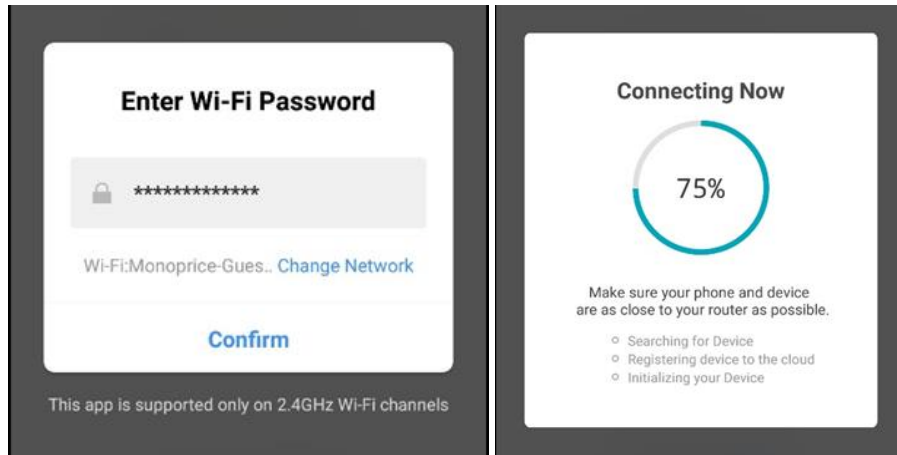 Enter Wi-Fi Password
*************
Wi-Fi:Monoprice-Gues.. Change Network
Confirm
This app is supported only on 2.4GHz Wi-Fi channels
Connecting Now
75%
Make sure your phone and device
are as close to your router as possible.
Searching for Device
Registering device to the cloud
Initializing your Device